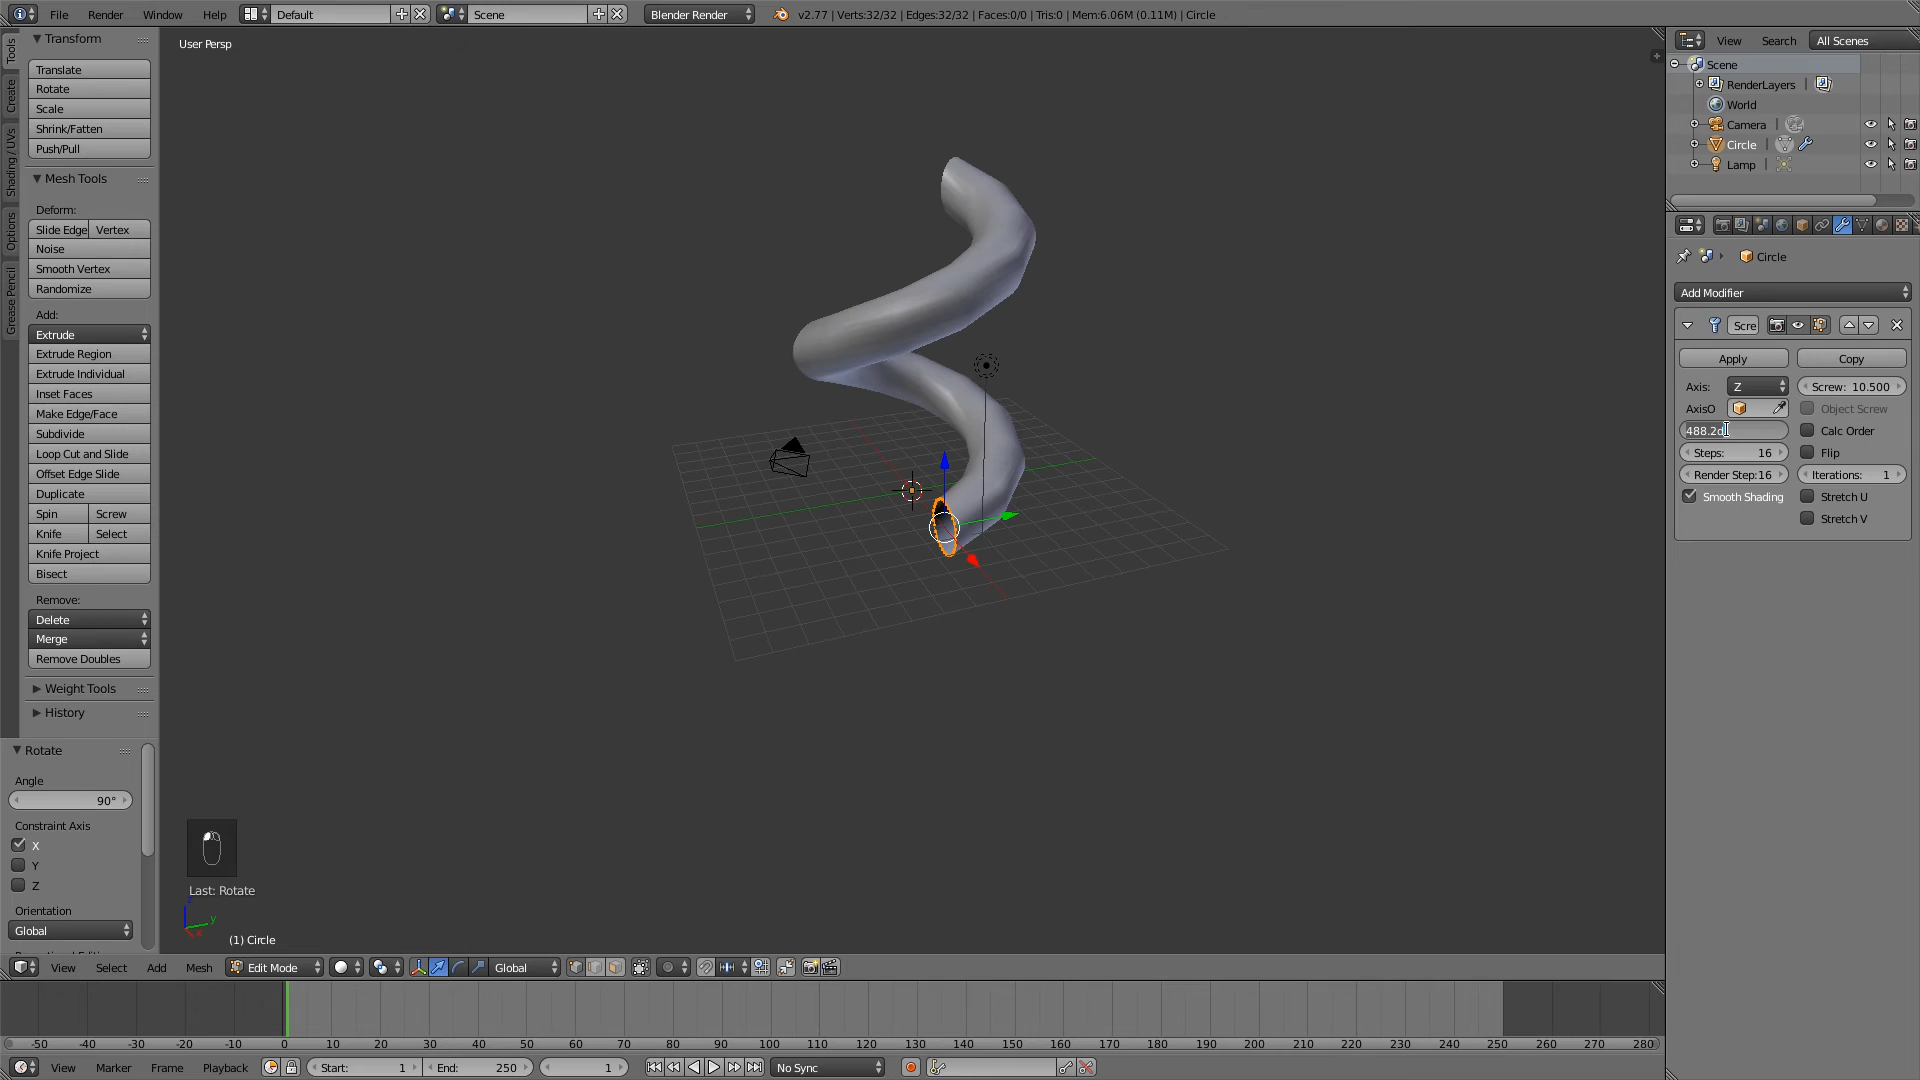 File Render Window Help Default Scene Blender Render v2.77 | Verts:32/32 | Edges:32/32 | Faces:0/0 | Tris:0 | Mem:6.06M (0.11M) | Circle
User Persp
Tools
Create
Shading / UVs
Options
Grease Pencil
Transform
Translate
Rotate
Scale
Shrink/Fatten
Push/Pull
Mesh Tools
Deform:
Slide Edge Vertex
Noise
Smooth Vertex
Randomize
Add:
Extrude
Extrude Region
Extrude Individual
Inset Faces
Make Edge/Face
Subdivide
Loop Cut and Slide
Offset Edge Slide
Duplicate
Spin Screw
Knife Select
Knife Project
Bisect
Remove:
Delete
Merge
Remove Doubles
Weight Tools
History
Rotate
Angle
90°
Constraint Axis
X
Y
Z
Orientation
Global
Last: Rotate
z
y
x
(1) Circle
View Search All Scenes
Scene
RenderLayers |
World
Camera |
Circle |
Lamp |
Circle
Add Modifier
Scre
Apply Copy
Axis: Z Screw: 10.500
AxisO Object Screw
488.2d Calc Order
Steps: 16 Flip
Render Step:16 Iterations: 1
Smooth Shading Stretch U
Stretch V
View Select Add Mesh Edit Mode Global
-50 -40 -30 -20 -10 0 10 20 30 40 50 60 70 80 90 100 110 120 130 140 150 160 170 180 190 200 210 220 230 240 250 260 270 280
View Marker Frame Playback Start: 1 End: 250 1 No Sync